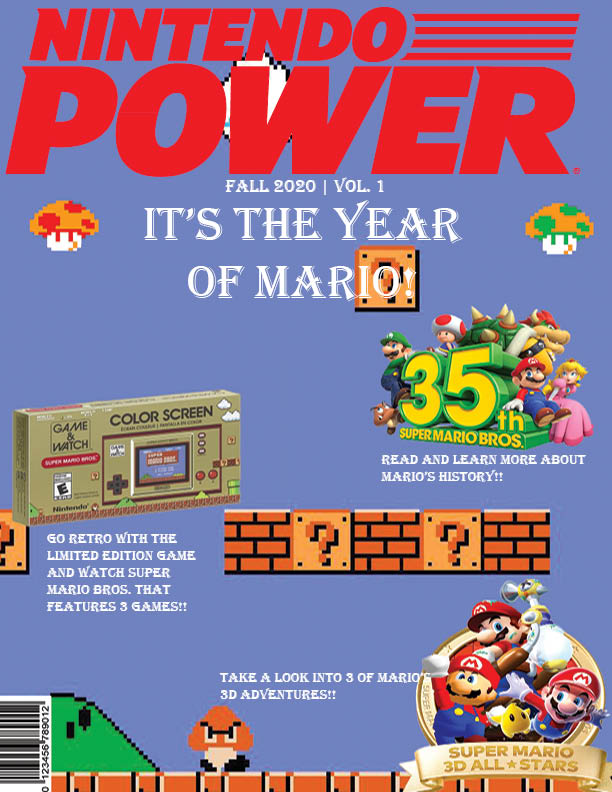 NINTENDO
POWER
FALL 2020 | VOL. 1
IT'S THE YEAR
OF MARIO!
35th
SUPER MARIO BROS.
READ AND LEARN MORE ABOUT
MARIO'S HISTORY!!
GAME
&
WATCH
SUPER MARIO BROS.
COLOR SCREEN
Nintendo
GO RETRO WITH THE
LIMITED EDITION GAME
AND WATCH SUPER
MARIO BROS. THAT
FEATURES 3 GAMES!!
TAKE A LOOK INTO 3 OF MARIO'S
3D ADVENTURES!!
SUPER MARIO
3D ALL★STARS
0 123456 789012